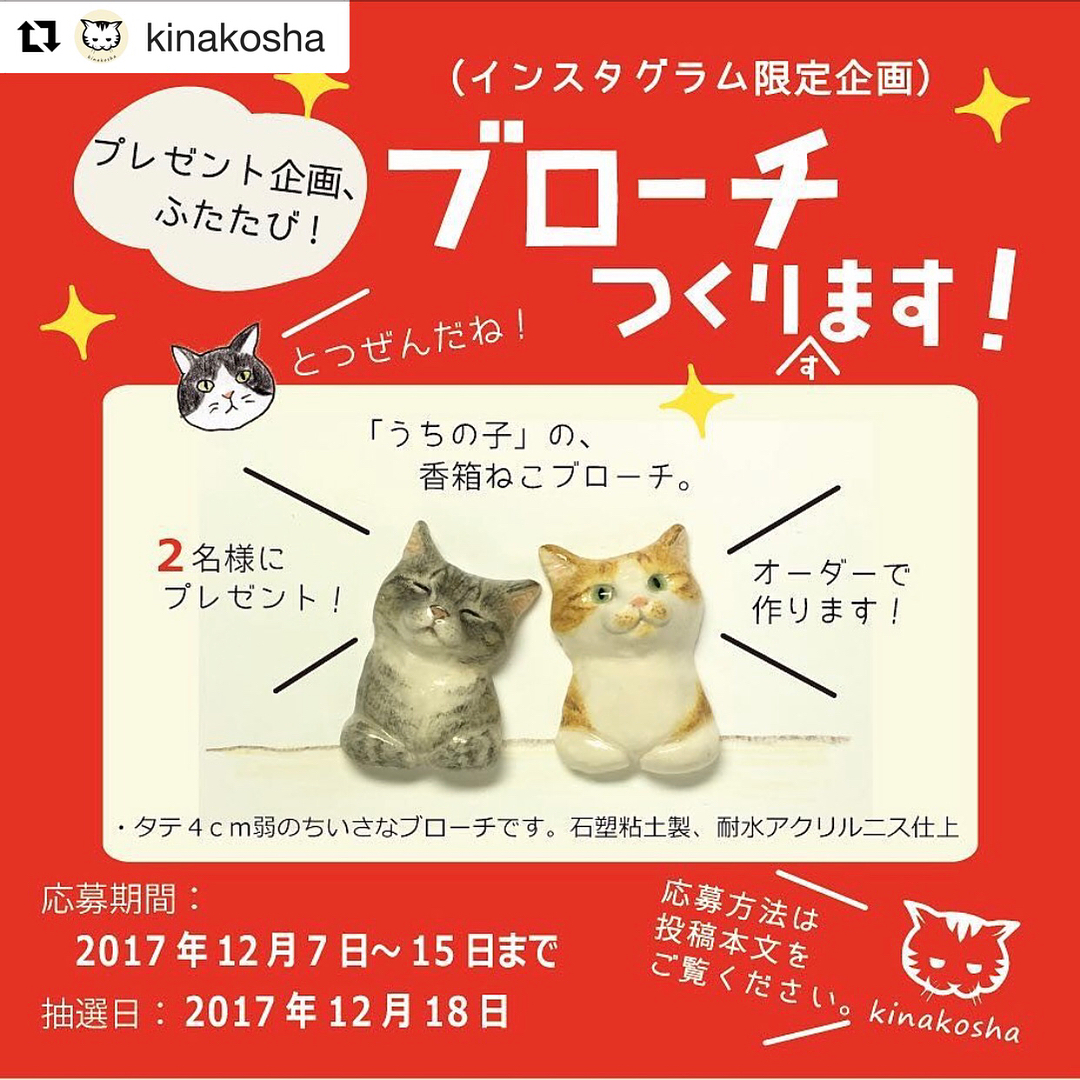 kinakosha
(インスタグラム限定企画)
プレゼント企画、
ふたたび!
ブローチ
つくります!
す
とつぜんだね!
「うちの子」の、
香箱ねこブローチ。
2名様に
プレゼント!
オーダーで
作ります!
・タテ4cm弱のちいさなブローチです。石塑粘土製、耐水アクリルニス仕上
応募期間:
2017年12月7日～15日まで
抽選日:2017年12月18日
応募方法は
投稿本文を
ご覧ください。
kinakosha